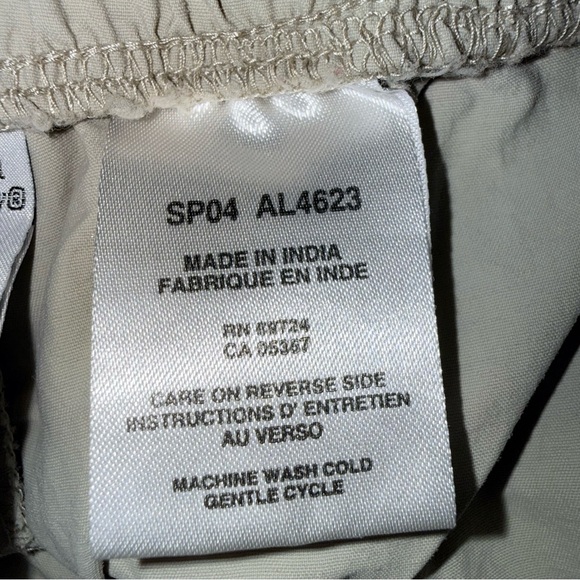 SP04 AL4623
MADE IN INDIA
FABRIQUE EN INDE
RN 69724
CA 05367
CARE ON REVERSE SIDE
INSTRUCTIONS D' ENTRETIEN
AU VERSO
MACHINE WASH COLD
GENTLE CYCLE